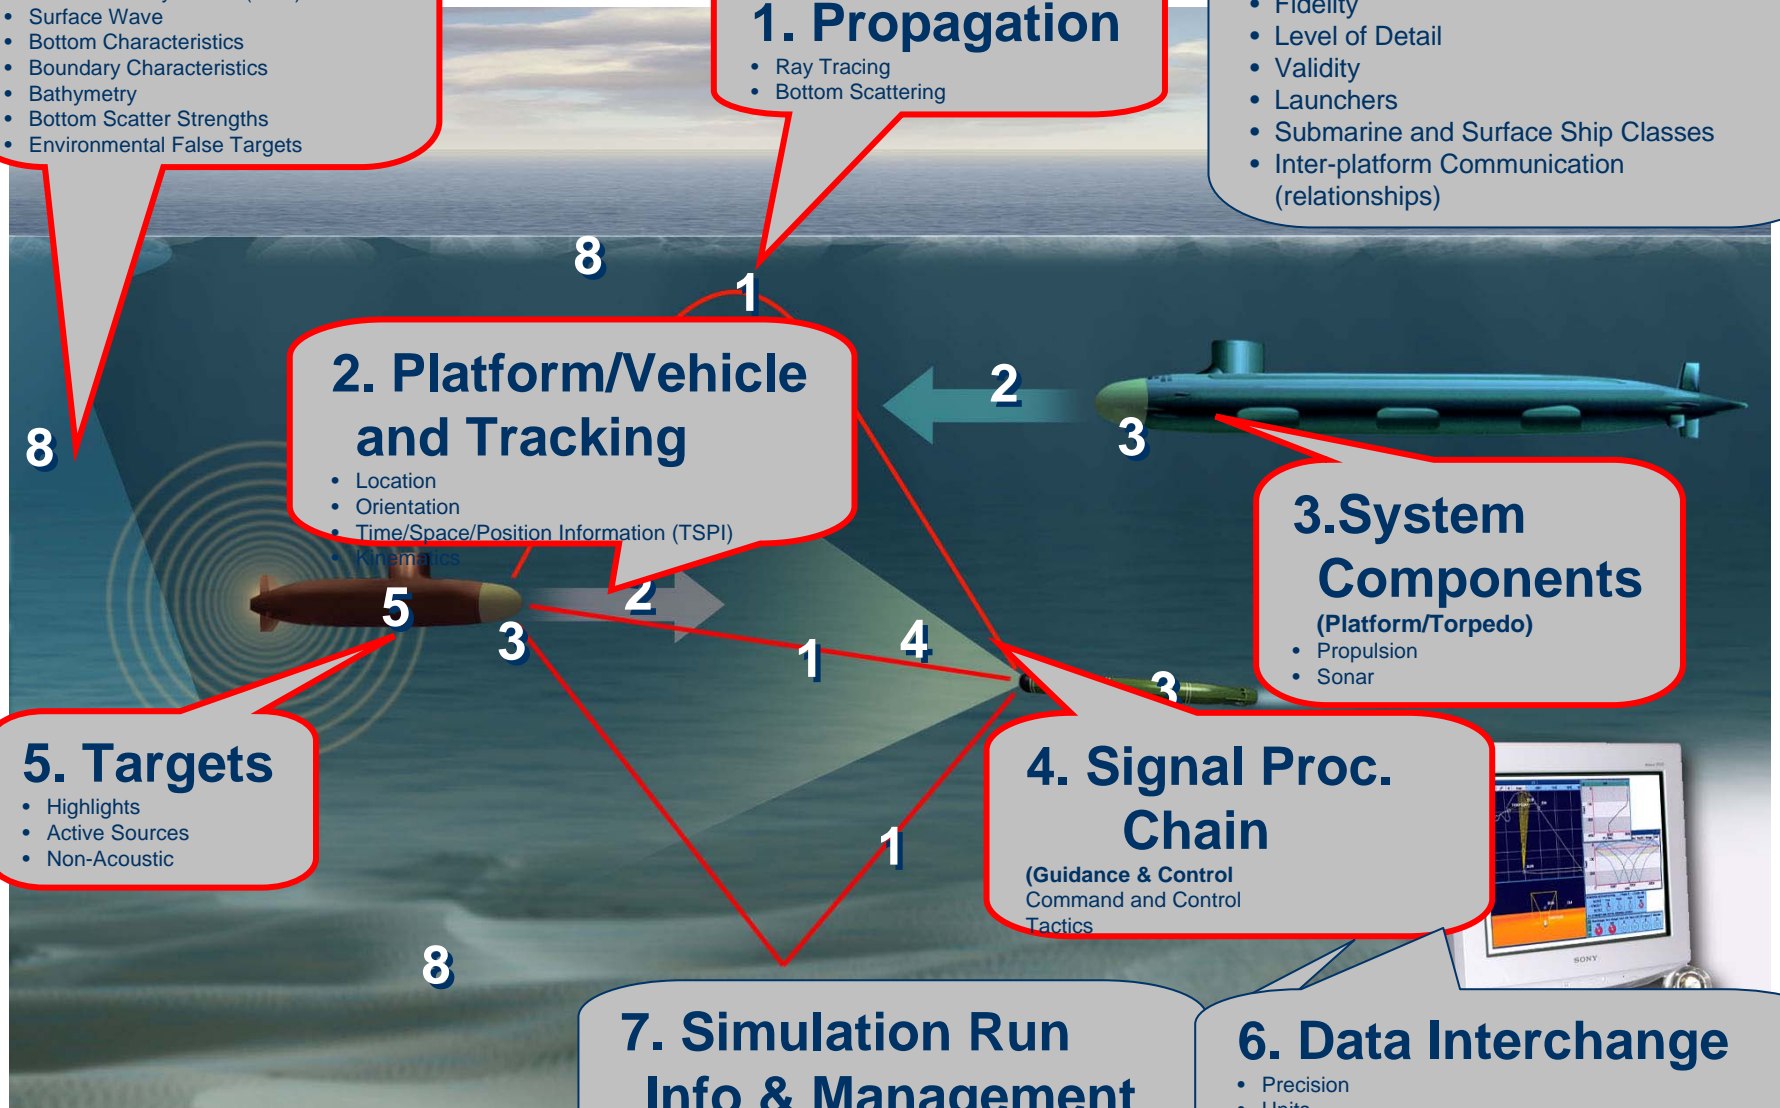 • Surface Wave
• Bottom Characteristics
• Boundary Characteristics
• Bathymetry
• Bottom Scatter Strengths
• Environmental False Targets
1. Propagation
• Ray Tracing
• Bottom Scattering
• Fidelity
• Level of Detail
• Validity
• Launchers
• Submarine and Surface Ship Classes
• Inter-platform Communication
(relationships)
8
1
2. Platform/Vehicle
and Tracking
• Location
• Orientation
• Time/Space/Position Information (TSPI)
• Kinematics
2
3
8
3.System
Components
(Platform/Torpedo)
• Propulsion
• Sonar
5
2
3
1
4
3
5. Targets
• Highlights
• Active Sources
• Non-Acoustic
4. Signal Proc.
Chain
(Guidance & Control
Command and Control
Tactics
1
8
SONY
7. Simulation Run
Info & Management
6. Data Interchange
• Precision
• Units